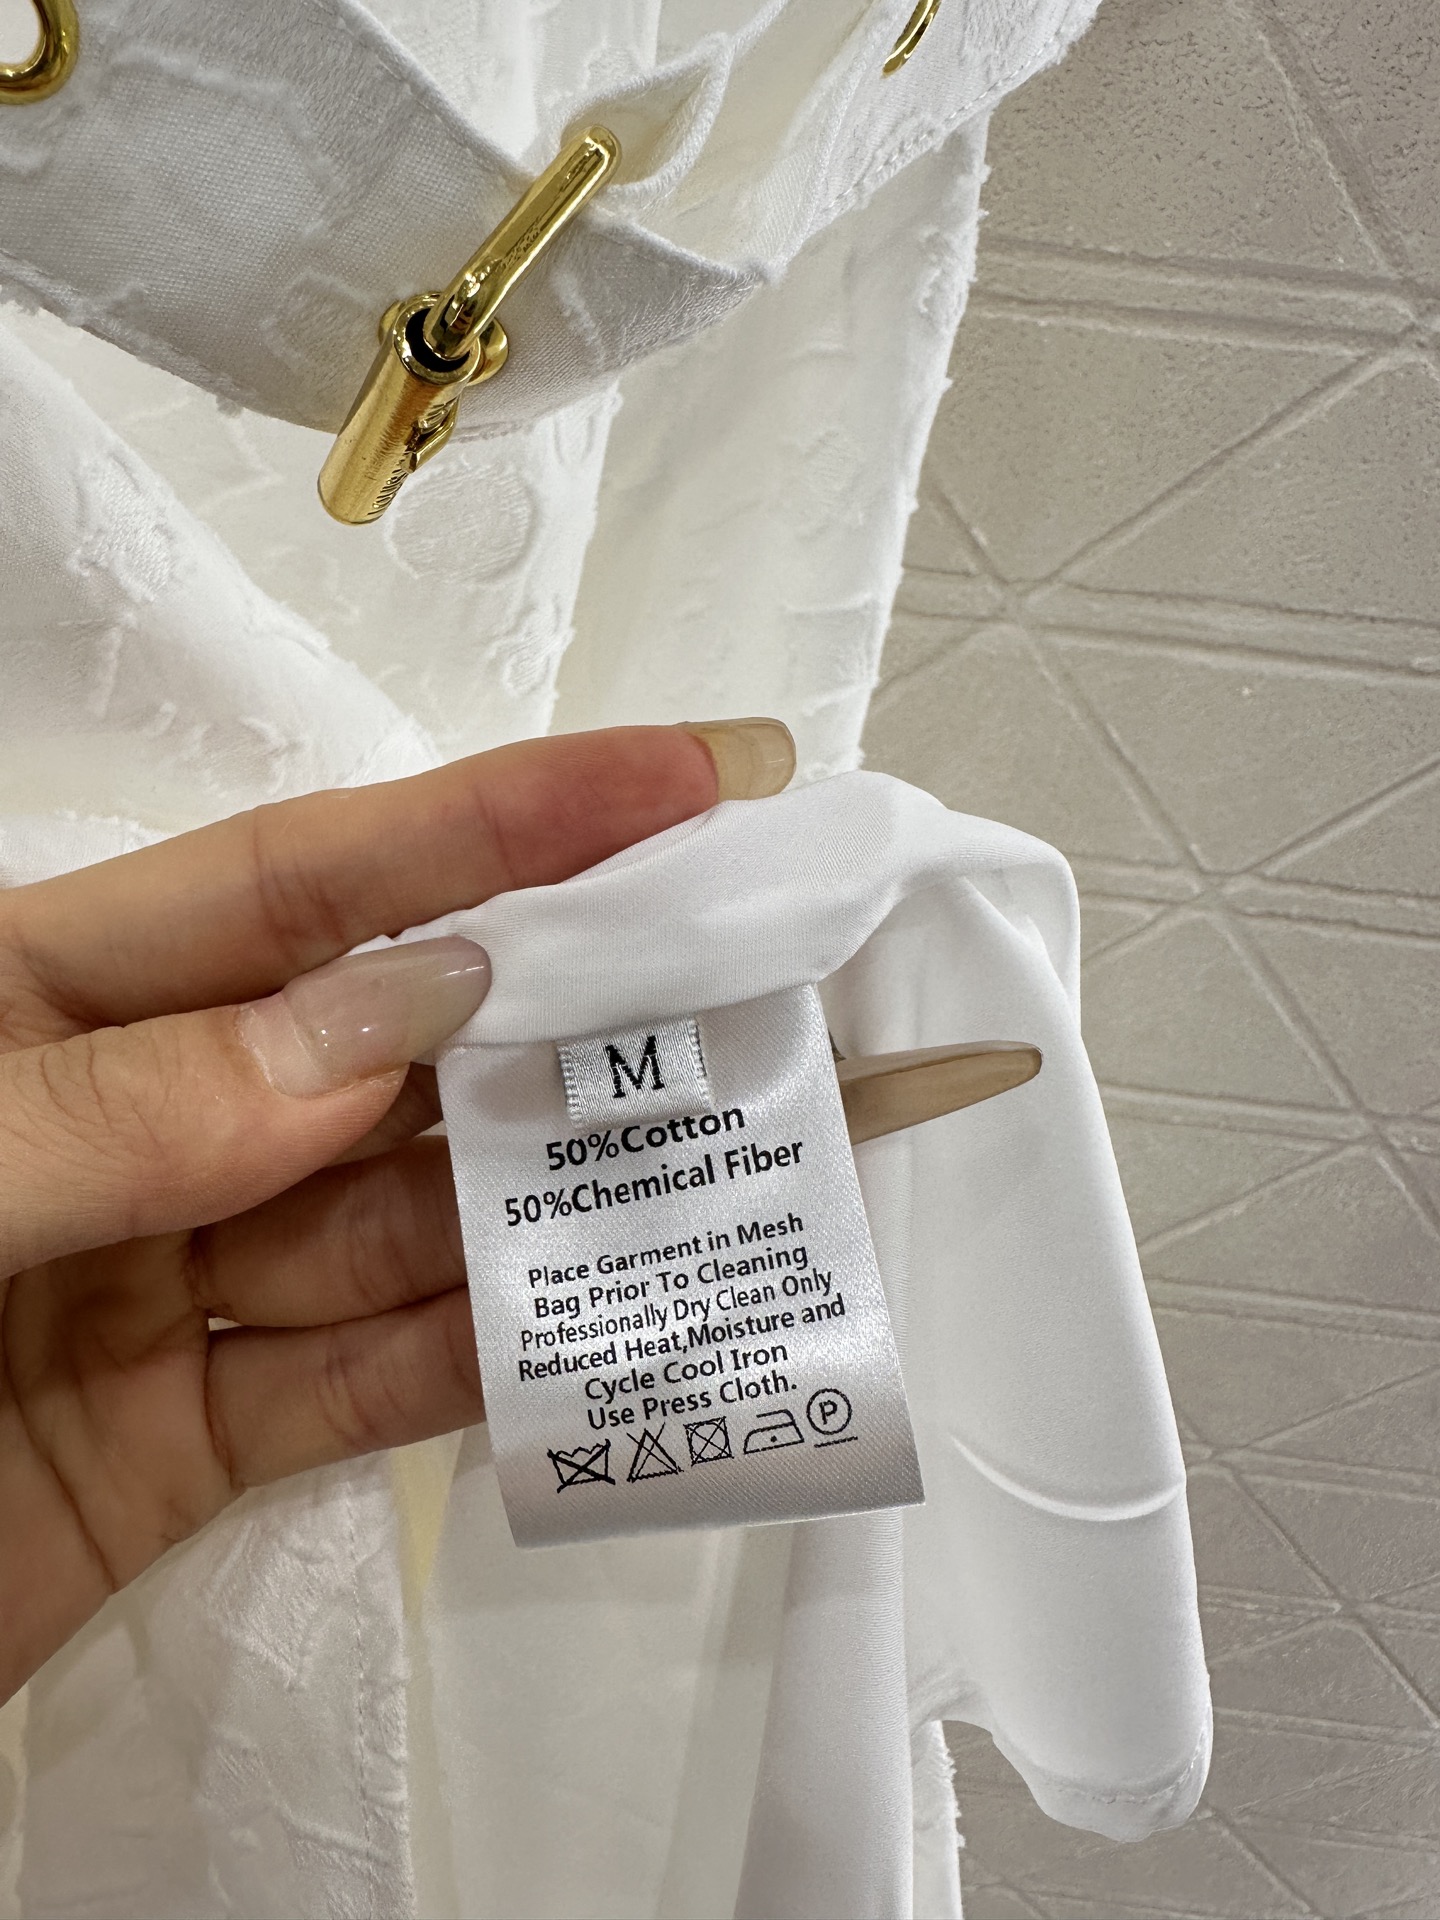 M
50%Cotton
50%Chemical Fiber
Place Garment in Mesh
Bag Prior To Cleaning
Professionally Dry Clean Only
Reduced Heat,Moisture and
Cycle Cool Iron
Use Press Cloth.
P